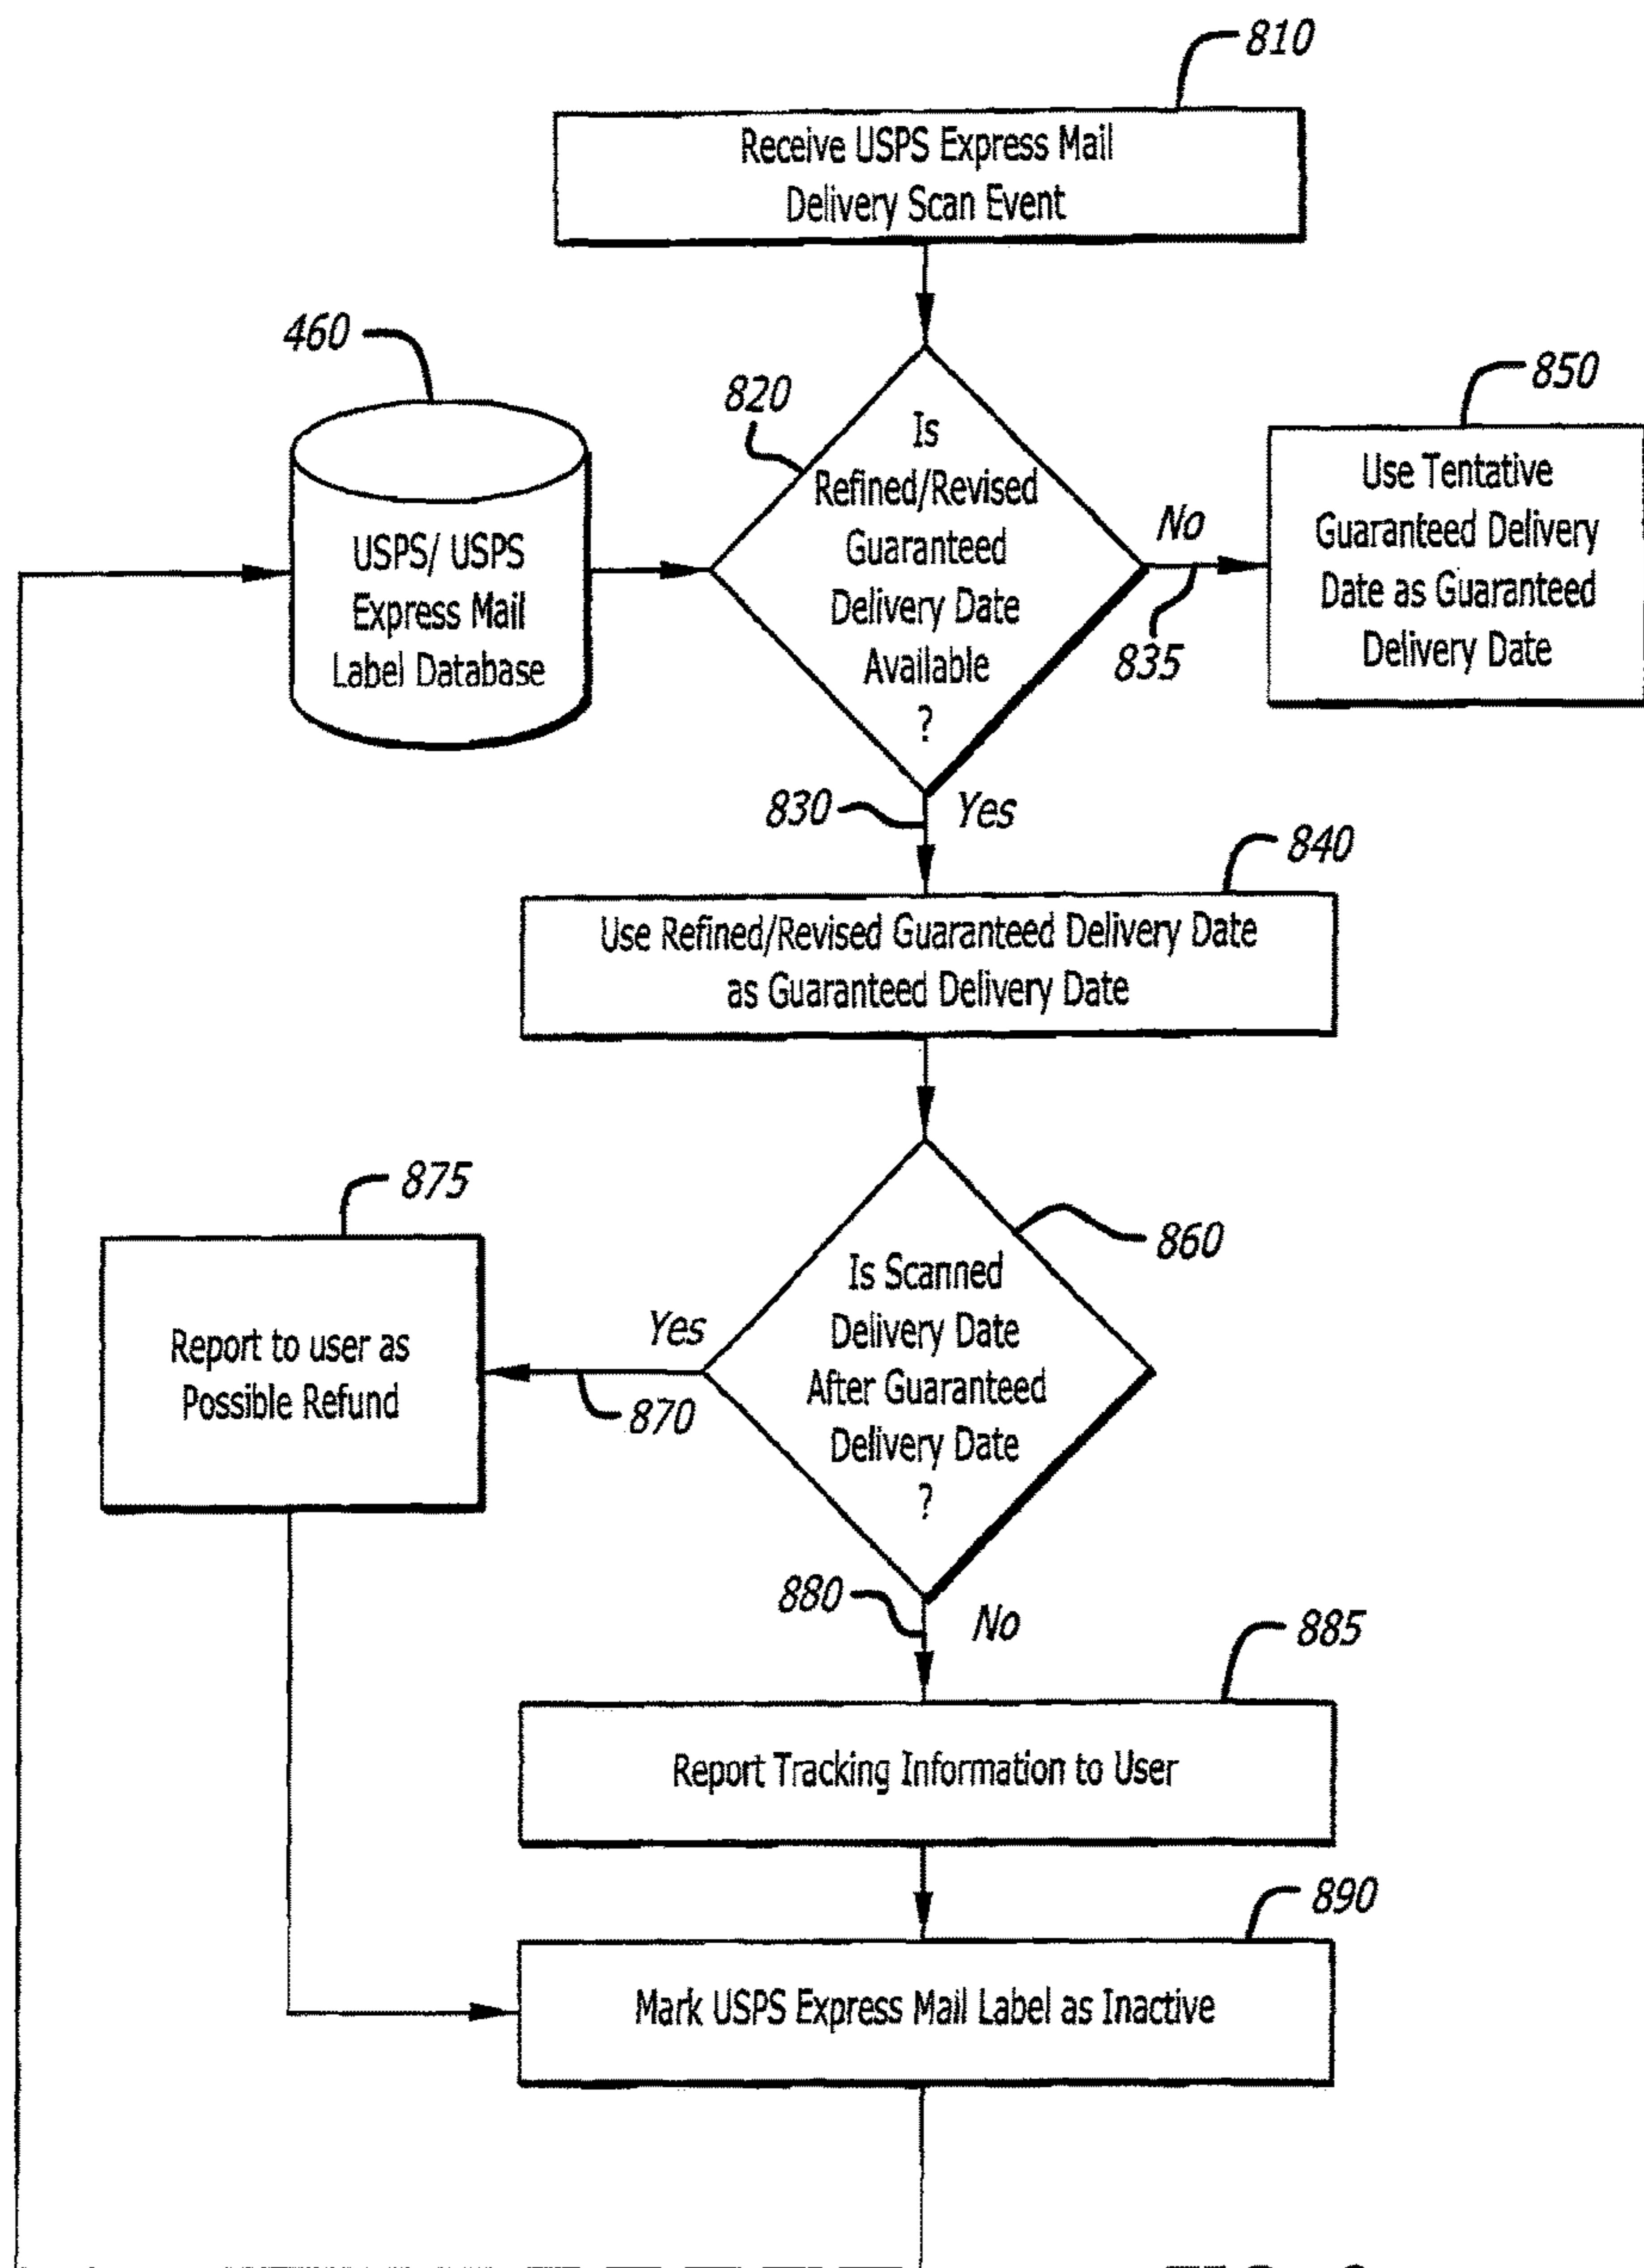 810
Receive USPS Express Mail
Delivery Scan Event
460
USPS/ USPS
Express Mail
Label Database
820
Is
Refined/Revised
Guaranteed
Delivery Date
Available
?
No
835
850
Use Tentative
Guaranteed Delivery
Date as Guaranteed
Delivery Date
830
Yes
840
Use Refined/Revised Guaranteed Delivery Date
as Guaranteed Delivery Date
860
Is Scanned
Delivery Date
After Guaranteed
Delivery Date
?
Yes
870
875
Report to user as
Possible Refund
880
No
885
Report Tracking Information to User
890
Mark USPS Express Mail Label as Inactive